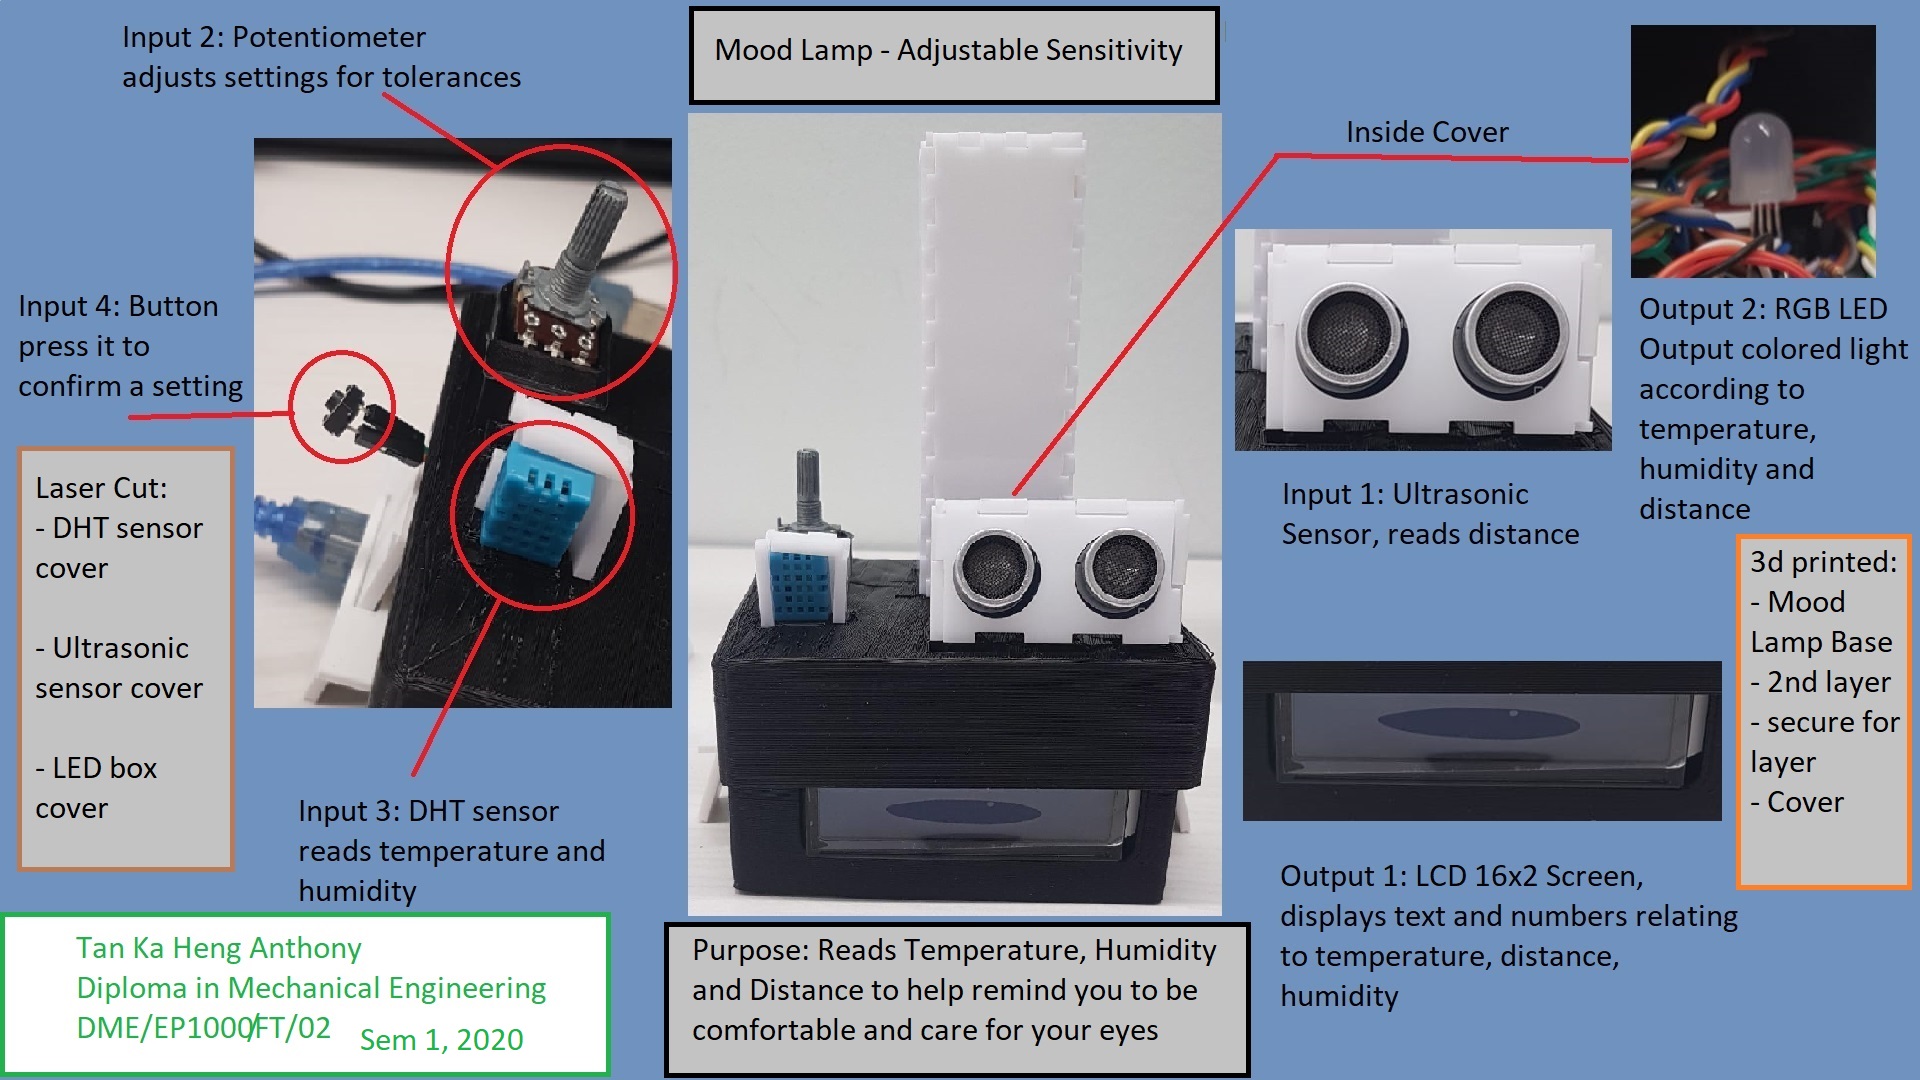 Mood Lamp - Adjustable Sensitivity
Input 2: Potentiometer
adjusts settings for tolerances
Input 4: Button
press it to
confirm a setting
Laser Cut:
- DHT sensor
cover
- Ultrasonic
sensor cover
- LED box
cover
Input 3: DHT sensor
reads temperature and
humidity
Tan Ka Heng Anthony
Diploma in Mechanical Engineering
DME/EP1000/FT/02
Sem 1, 2020
Purpose: Reads Temperature, Humidity
and Distance to help remind you to be
comfortable and care for your eyes
Inside Cover
Input 1: Ultrasonic
Sensor, reads distance
Output 2: RGB LED
Output colored light
according to
temperature,
humidity and
distance
3d printed:
- Mood
Lamp Base
- 2nd layer
- secure for
layer
- Cover
Output 1: LCD 16x2 Screen,
displays text and numbers relating
to temperature, distance,
humidity